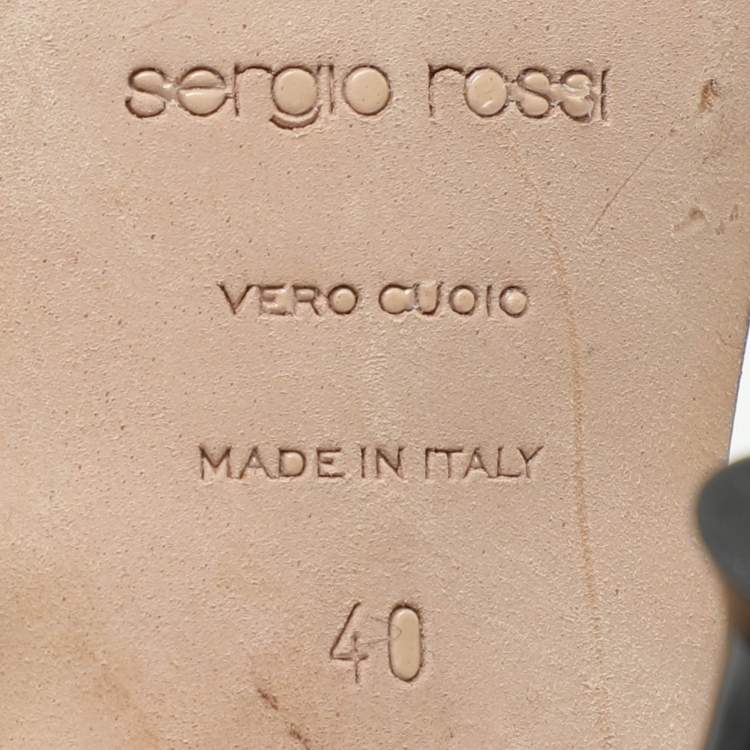 sergio rossi
VERO CUOIO
MADE IN ITALY
40